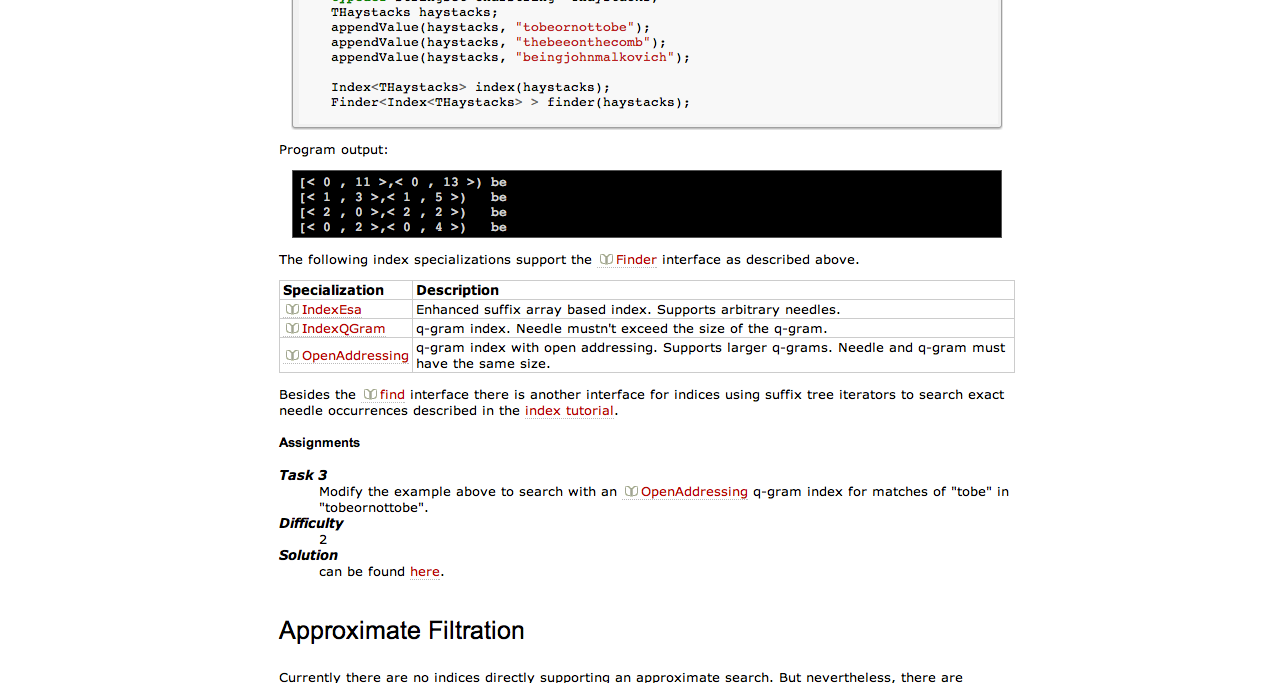 THaystacks haystacks;
appendValue(haystacks, "tobeornottobe");
appendValue(haystacks, "thebeeonthecomb");
appendValue(haystacks, "beingjohnmalkovich");
Index<THaystacks> index(haystacks);
Finder<Index<THaystacks> > finder(haystacks);
Program output:
[< 0 , 11 >,< 0 , 13 >) be
[< 1 , 3 >,< 1 , 5 >)   be
[< 2 , 0 >,< 2 , 2 >)   be
[< 0 , 2 >,< 0 , 4 >)   be
The following index specializations support the Finder interface as described above.
Specialization Description
IndexEsa Enhanced suffix array based index. Supports arbitrary needles.
IndexQGram q-gram index. Needle mustn't exceed the size of the q-gram.
OpenAddressing q-gram index with open addressing. Supports larger q-grams. Needle and q-gram must
have the same size.
Besides the find interface there is another interface for indices using suffix tree iterators to search exact
needle occurrences described in the index tutorial.
Assignments
Task 3
Modify the example above to search with an OpenAddressing q-gram index for matches of "tobe" in
"tobeornottobe".
Difficulty
2
Solution
can be found here.
Approximate Filtration
Currently there are no indices directly supporting an approximate search. But nevertheless, there are